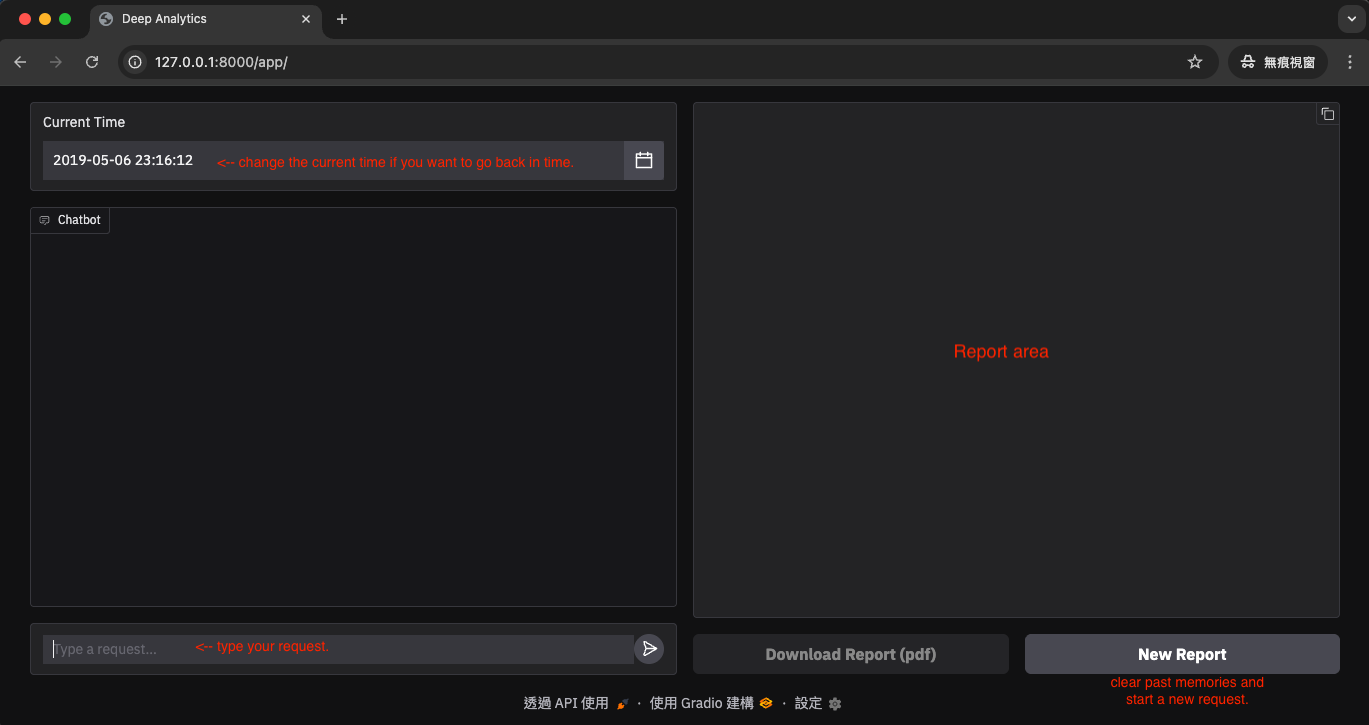 Deep Analytics
127.0.0.1:8000/app/
無痕視窗
Current Time
2019-05-06 23:16:12 <-- change the current time if you want to go back in time.
Chatbot
Report area
Type a request... <-- type your request.
Download Report (pdf)
New Report
clear past memories and
start a new request.
透過 API 使用 · 使用 Gradio 建構 · 設定